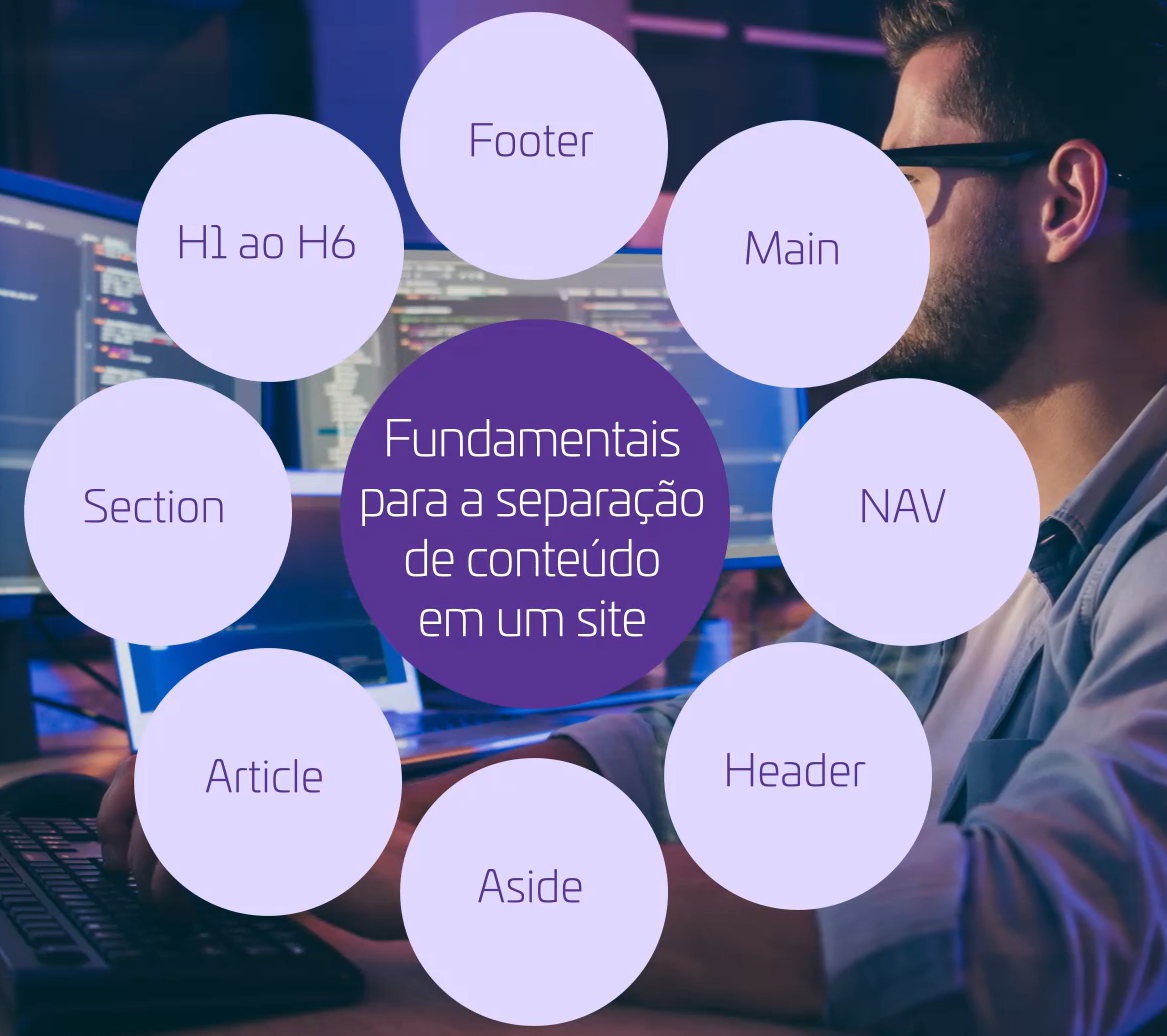 Footer
H1 ao H6
Main
Fundamentais
para a separação
de conteúdo
em um site
Section
NAV
Article
Header
Aside